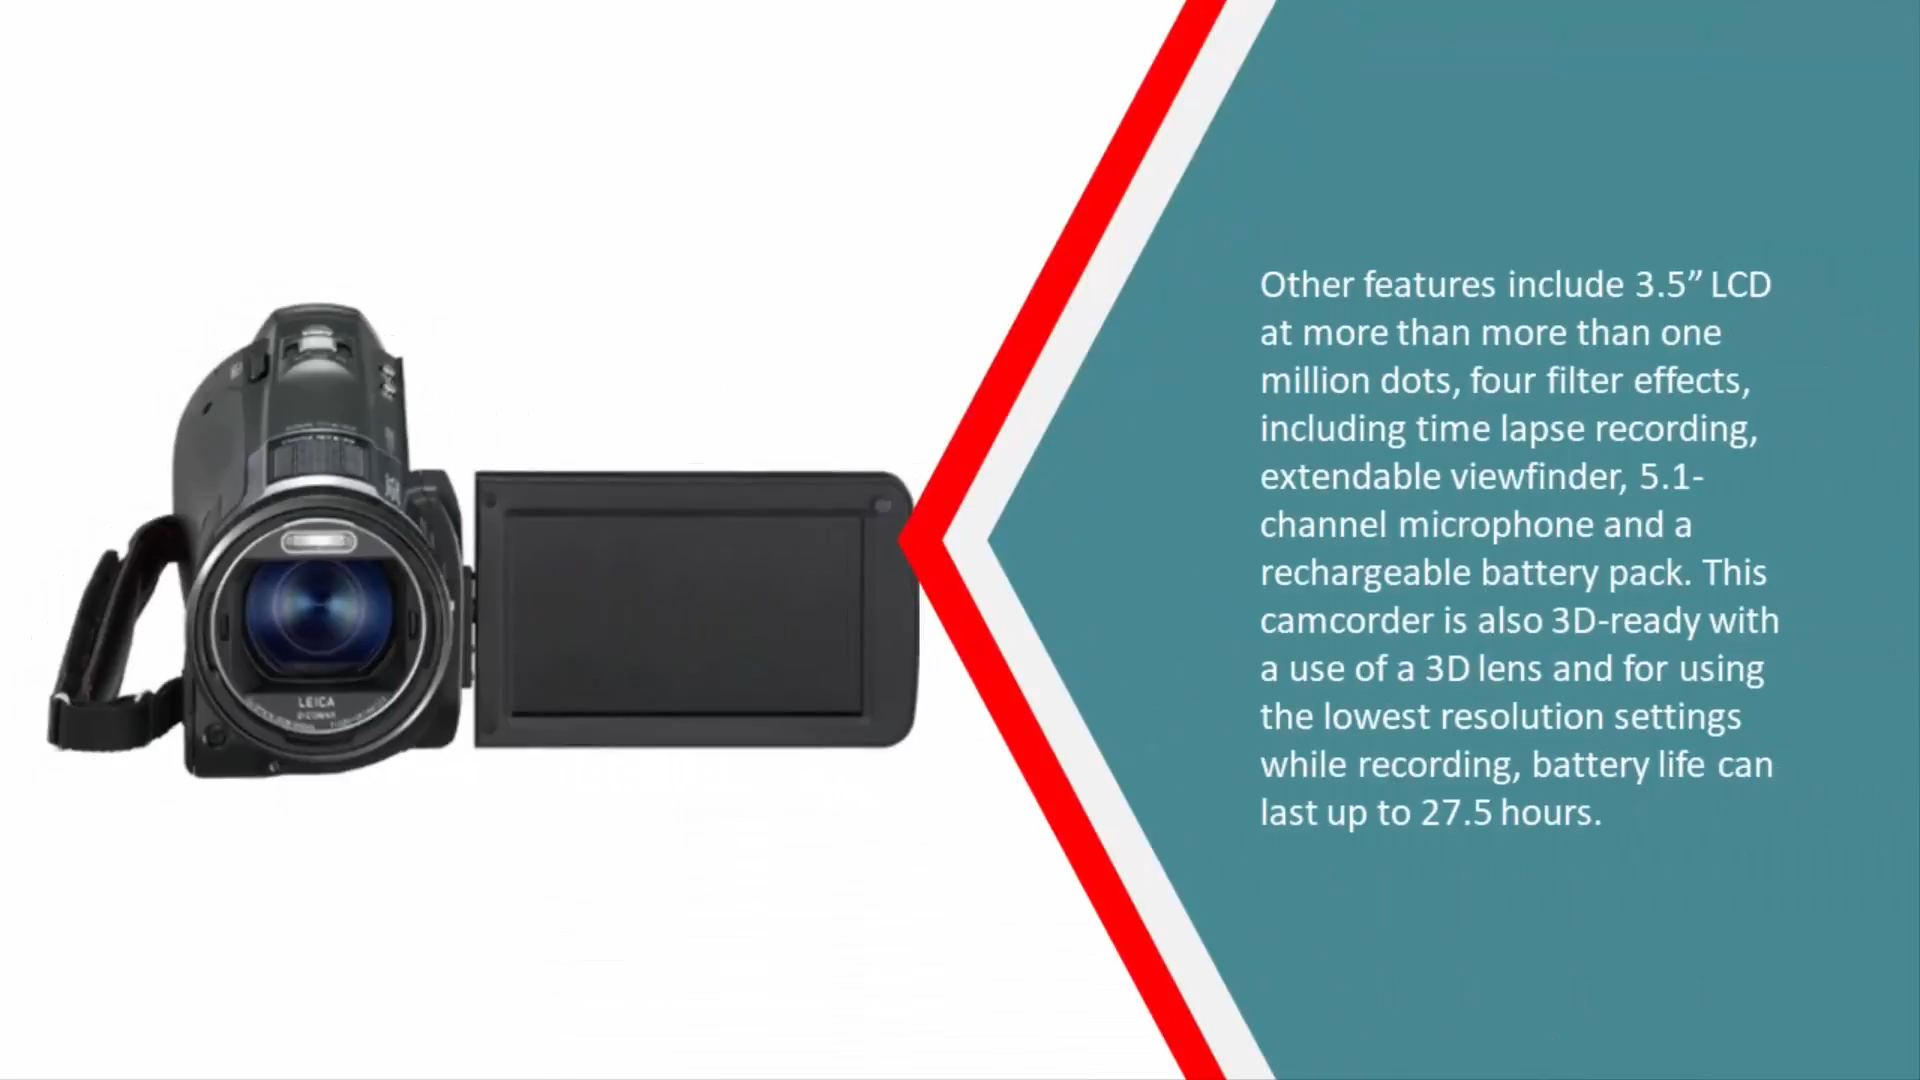 Other features include 3.5” LCD
at more than more than one
million dots, four filter effects,
including time lapse recording,
extendable viewfinder, 5.1-
channel microphone and a
rechargeable battery pack. This
camcorder is also 3D-ready with
a use of a 3D lens and for using
the lowest resolution settings
while recording, battery life can
last up to 27.5 hours.
LEICA